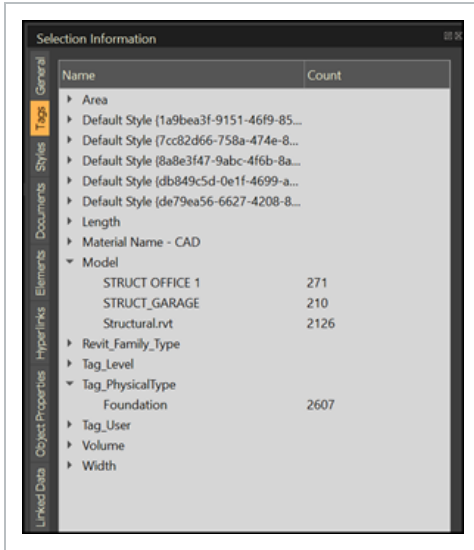 Selection Information
General
Tags
Styles
Documents
Elements
Hyperlinks
Object Properties
Linked Data
Name Count
Area
Default Style {1a9bea3f-9151-46f9-85...
Default Style {7cc82d66-758a-474e-8...
Default Style {8a8e3f47-9abc-4f6b-8a...
Default Style {db849c5d-0e1f-4699-a...
Default Style {de79ea56-6627-4208-8...
Length
Material Name - CAD
Model
STRUCT OFFICE 1 271
STRUCT_GARAGE 210
Structural.rvt 2126
Revit_Family_Type
Tag_Level
Tag_PhysicalType
Foundation 2607
Tag_User
Volume
Width